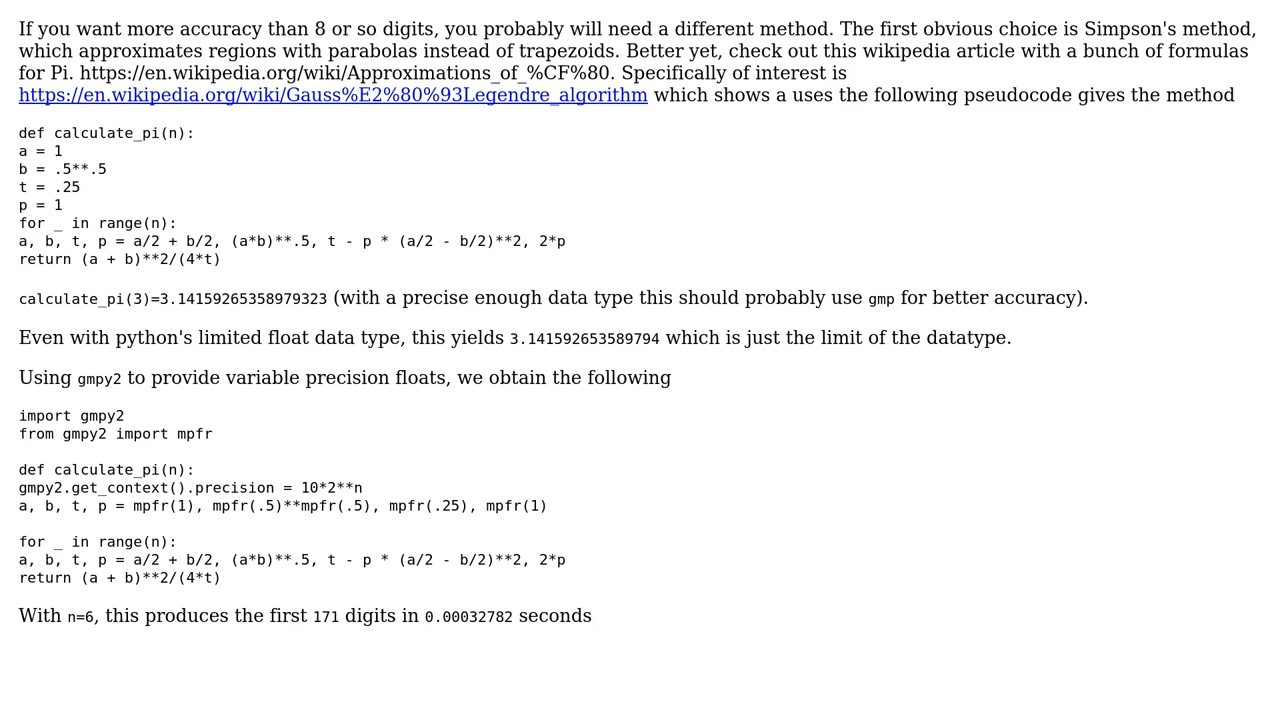 If you want more accuracy than 8 or so digits, you probably will need a different method. The first obvious choice is Simpson's method,
which approximates regions with parabolas instead of trapezoids. Better yet, check out this wikipedia article with a bunch of formulas
for Pi. https://en.wikipedia.org/wiki/Approximations_of_%CF%80. Specifically of interest is
https://en.wikipedia.org/wiki/Gauss%E2%80%93Legendre_algorithm which shows a uses the following pseudocode gives the method
def calculate_pi(n):
a = 1
b = .5**.5
t = .25
p = 1
for _ in range(n):
a, b, t, p = a/2 + b/2, (a*b)**.5, t - p * (a/2 - b/2)**2, 2*p
return (a + b)**2/(4*t)
calculate_pi(3)=3.14159265358979323 (with a precise enough data type this should probably use gmp for better accuracy).
Even with python's limited float data type, this yields 3.141592653589794 which is just the limit of the datatype.
Using gmpy2 to provide variable precision floats, we obtain the following
import gmpy2
from gmpy2 import mpfr
def calculate_pi(n):
gmpy2.get_context().precision = 10*2**n
a, b, t, p = mpfr(1), mpfr(.5)**mpfr(.5), mpfr(.25), mpfr(1)
for _ in range(n):
a, b, t, p = a/2 + b/2, (a*b)**.5, t - p * (a/2 - b/2)**2, 2*p
return (a + b)**2/(4*t)
With n=6, this produces the first 171 digits in 0.00032782 seconds